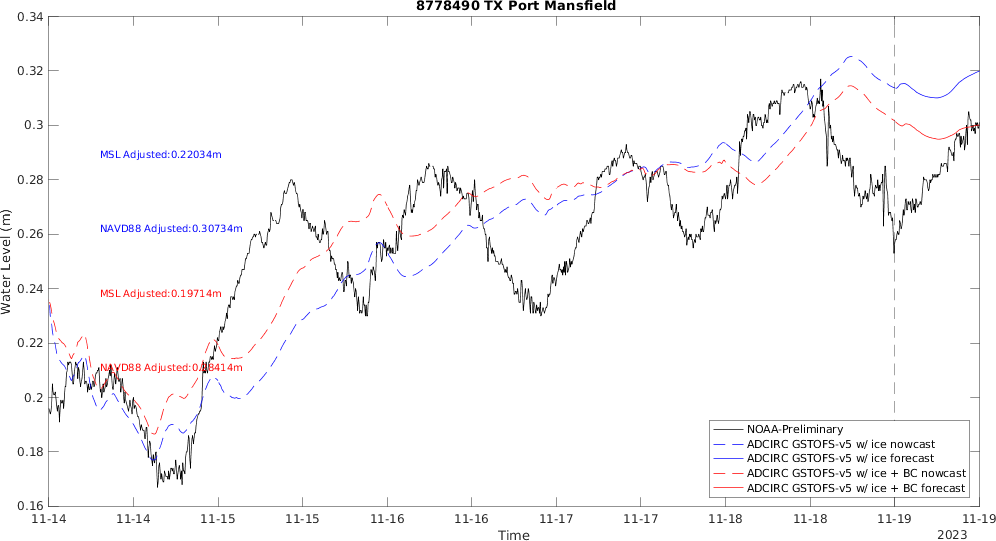 8778490 TX Port Mansfield
0.34
0.32
0.3
0.28
0.26
0.24
0.22
0.2
0.18
0.16
Water Level (m)
MSL Adjusted:0.22034m
NAVD88 Adjusted:0.30734m
MSL Adjusted:0.19714m
NAVD88 Adjusted:0.28414m
NOAA-Preliminary
ADCIRC GSTOFS-v5 w/ ice nowcast
ADCIRC GSTOFS-v5 w/ ice forecast
ADCIRC GSTOFS-v5 w/ ice + BC nowcast
ADCIRC GSTOFS-v5 w/ ice + BC forecast
11-14 11-14 11-15 11-15 11-16 11-16 11-17 11-17 11-18 11-18 11-19 11-19
Time
2023